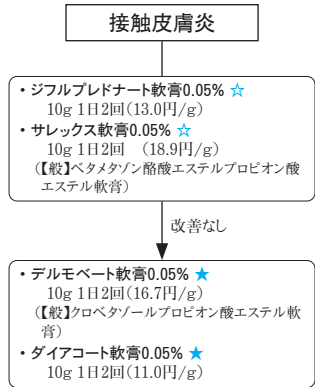 接触皮膚炎
・ジフルプレドナート軟膏0.05% ☆
10g 1日2回(13.0円/g)
・サレックス軟膏0.05% ☆
10g 1日2回 (18.9円/g)
(【般】ベタメタゾン酪酸エステルプロピオン酸
エステル軟膏)
改善なし
・デルモベート軟膏0.05% ★
10g 1日2回(16.7円/g)
(【般】クロベタゾールプロピオン酸エステル軟
膏)
・ダイアコート軟膏0.05% ★
10g 1日2回(11.0円/g)